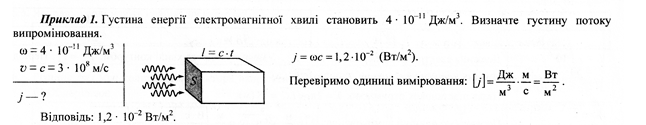 Приклад 1. Густина енергії електромагнітної хвилі становить 4 · 10⁻¹¹ Дж/м³. Визначте густину потоку
випромінювання.
ω = 4 · 10⁻¹¹ Дж/м³
υ = c = 3 · 10⁸ м/с
j — ?
l = c · t
S
j = ωc = 1,2·10⁻² (Вт/м²).
Перевіримо одиниці вимірювання: [j] = Дж/м³ · м/с = Вт/м².
Відповідь: 1,2 · 10⁻² Вт/м².